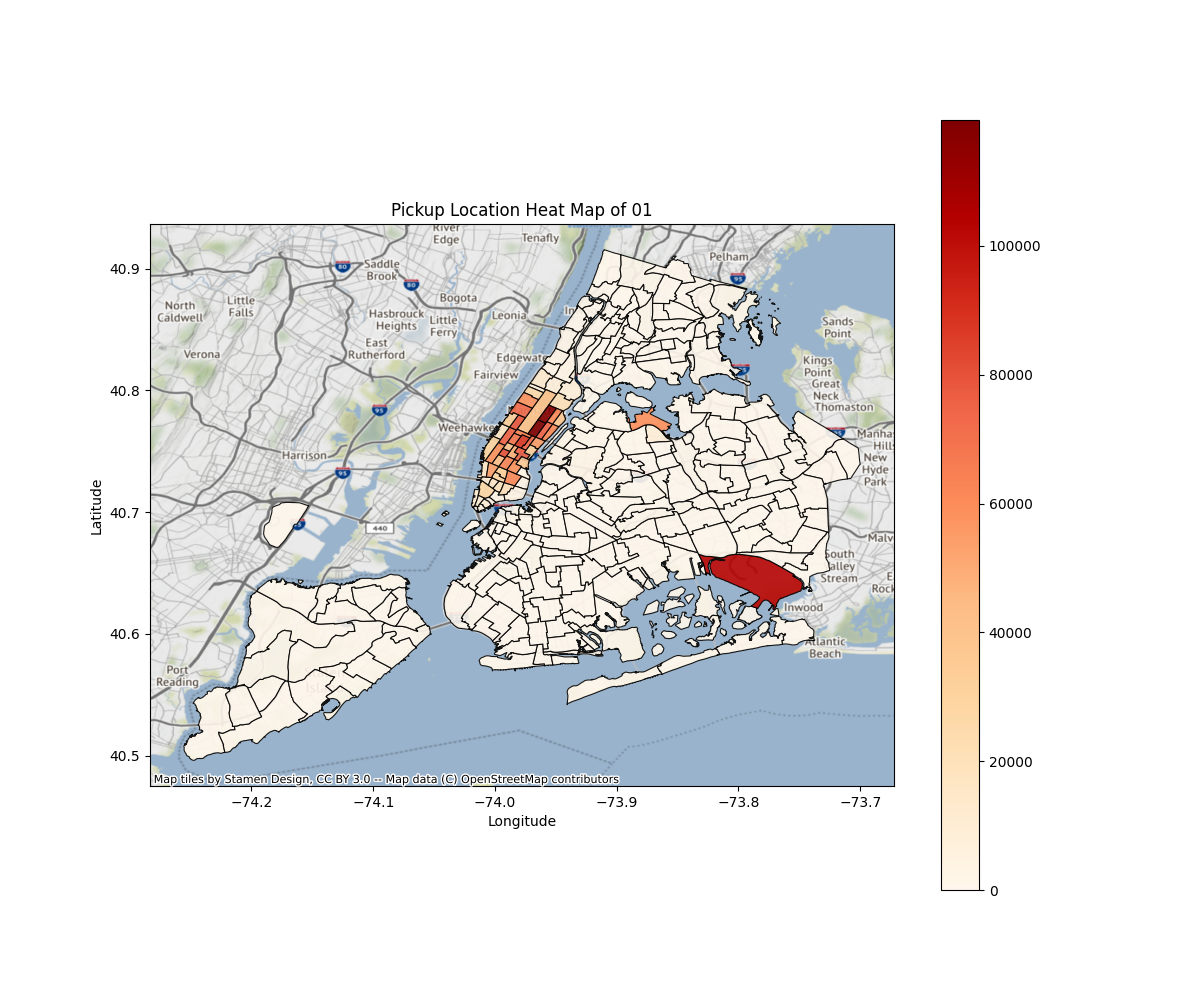 Pickup Location Heat Map of 01
River
Edge
Tenafly
Pelham
95
80
Saddle
Brook
80
Bogota
North
Caldwell
Little
Falls
Hasbrouck
Heights
Little
Ferry
Leonia
In
Sands
Point
Verona
East
Rutherford
Edgewate
Fairview
Kings
Point
Great
Neck
Thomaston
95
Weehawke
Manhas
Hills
New
Hyde
Park
Harrison
95
440
Malv
South
Valley
Stream
E
Rock
Inwood
Atlantic
Beach
Port
Reading
Map tiles by Stamen Design, CC BY 3.0 -- Map data (C) OpenStreetMap contributors
40.9
40.8
40.7
40.6
40.5
Latitude
−74.2
−74.1
−74.0
−73.9
−73.8
−73.7
Longitude
100000
80000
60000
40000
20000
0